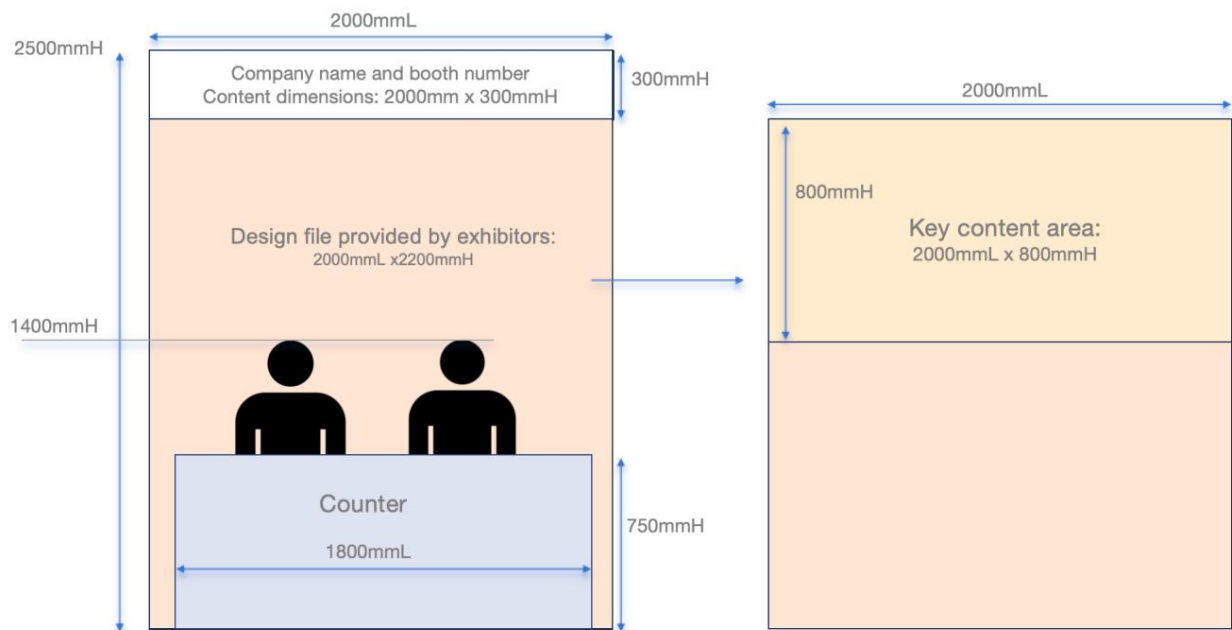 2000mmL
2500mmH
Company name and booth number
Content dimensions: 2000mm x 300mmH
300mmH
Design file provided by exhibitors:
2000mmL x2200mmH
1400mmH
Counter
1800mmL
750mmH
2000mmL
800mmH
Key content area:
2000mmL x 800mmH